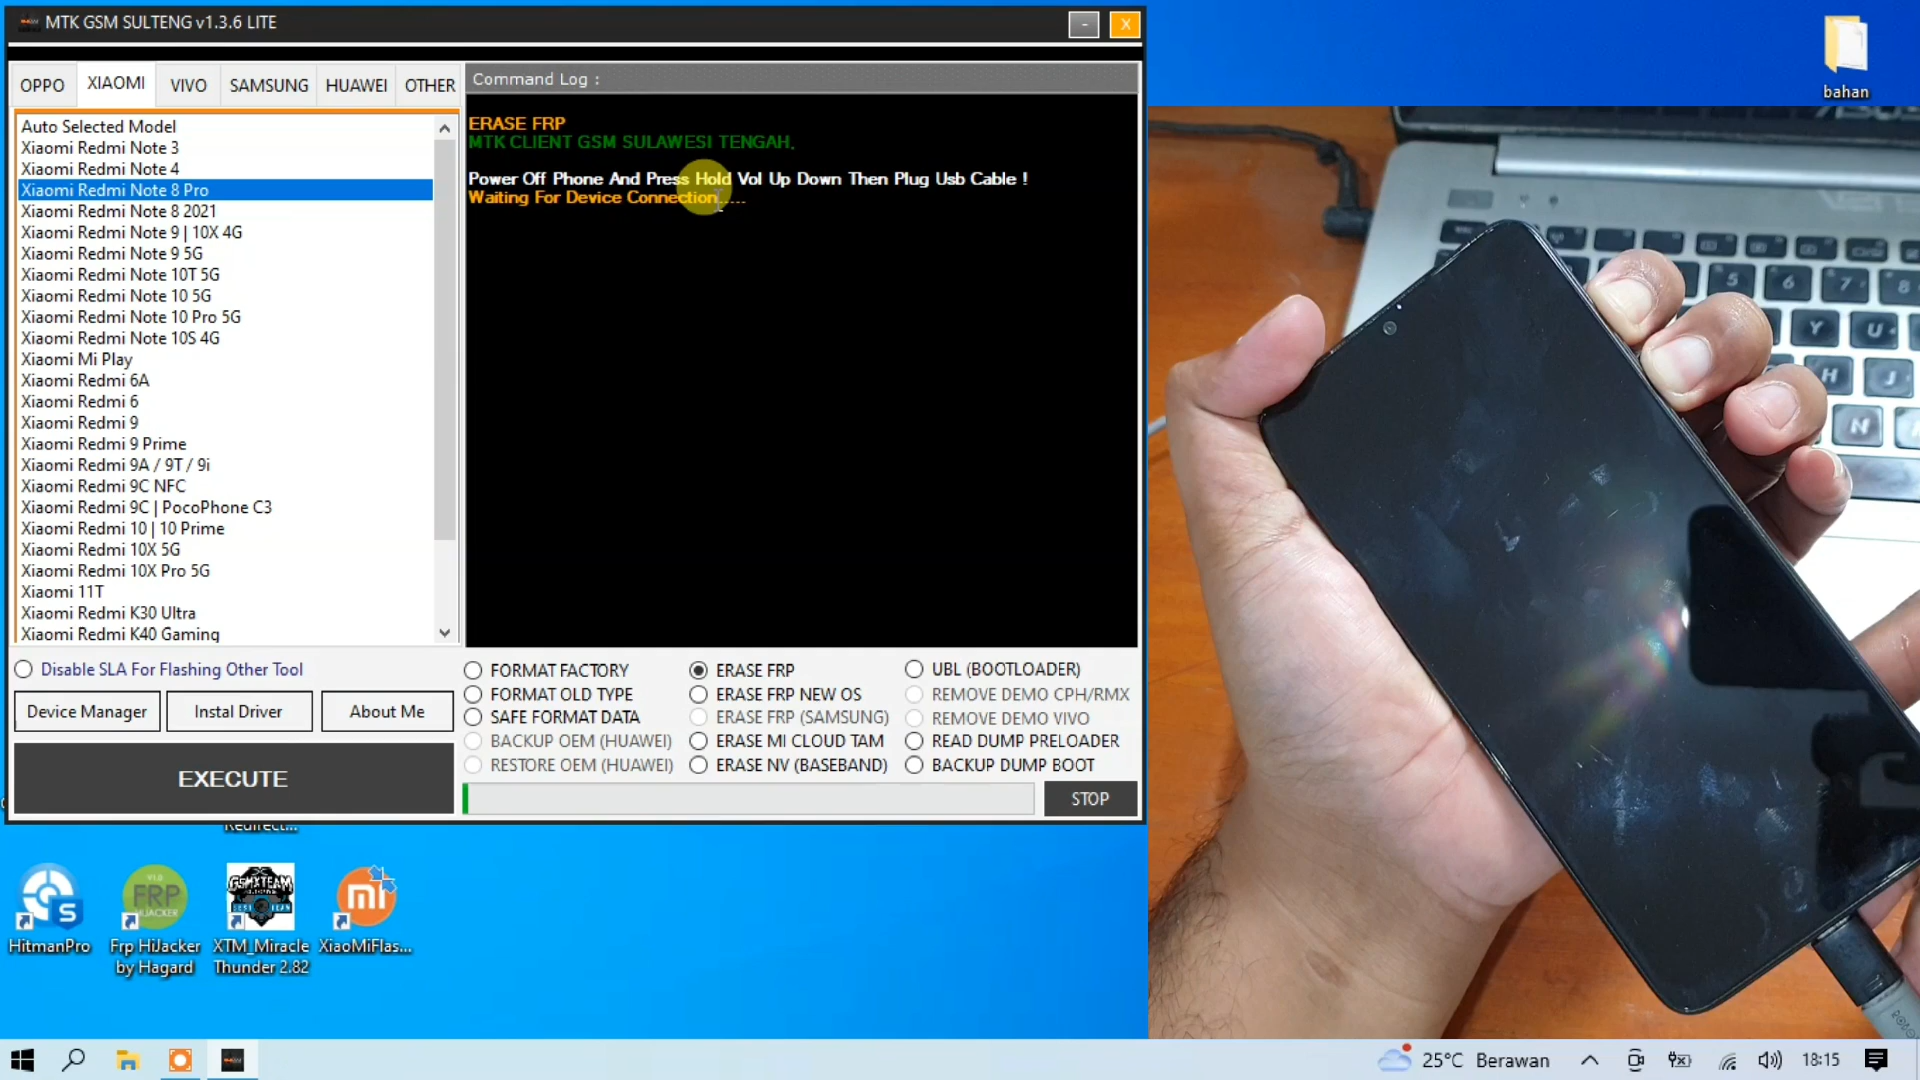 MTK GSM SULTENG v1.3.6 LITE
-
X
OPPO
XIAOMI
VIVO
SAMSUNG
HUAWEI
OTHER
Command Log :
Auto Selected Model
Xiaomi Redmi Note 3
Xiaomi Redmi Note 4
Xiaomi Redmi Note 8 Pro
Xiaomi Redmi Note 8 2021
Xiaomi Redmi Note 9 | 10X 4G
Xiaomi Redmi Note 9 5G
Xiaomi Redmi Note 10T 5G
Xiaomi Redmi Note 10 5G
Xiaomi Redmi Note 10 Pro 5G
Xiaomi Redmi Note 10S 4G
Xiaomi Mi Play
Xiaomi Redmi 6A
Xiaomi Redmi 6
Xiaomi Redmi 9
Xiaomi Redmi 9 Prime
Xiaomi Redmi 9A / 9T / 9i
Xiaomi Redmi 9C NFC
Xiaomi Redmi 9C | PocoPhone C3
Xiaomi Redmi 10 | 10 Prime
Xiaomi Redmi 10X 5G
Xiaomi Redmi 10X Pro 5G
Xiaomi 11T
Xiaomi Redmi K30 Ultra
Xiaomi Redmi K40 Gaming
ERASE FRP
MTK CLIENT GSM SULAWESI TENGAH.
Power Off Phone And Press Hold Vol Up Down Then Plug Usb Cable !
Waiting For Device Connection.....
Disable SLA For Flashing Other Tool
Device Manager
Instal Driver
About Me
EXECUTE
FORMAT FACTORY
FORMAT OLD TYPE
SAFE FORMAT DATA
BACKUP OEM (HUAWEI)
RESTORE OEM (HUAWEI)
ERASE FRP
ERASE FRP NEW OS
ERASE FRP (SAMSUNG)
ERASE MI CLOUD TAM
ERASE NV (BASEBAND)
UBL (BOOTLOADER)
REMOVE DEMO CPH/RMX
REMOVE DEMO VIVO
READ DUMP PRELOADER
BACKUP DUMP BOOT
STOP
bahan
5
6
7
8
Y
U
H
J
N
M
Redirect...
HitmanPro
V1.0
FRP
HIJACKER
Frp HiJacker
by Hagard
GSMXTEAM
XTM_Miracle
Thunder 2.82
mi
XiaoMiFlas...
25°C Berawan
18:15